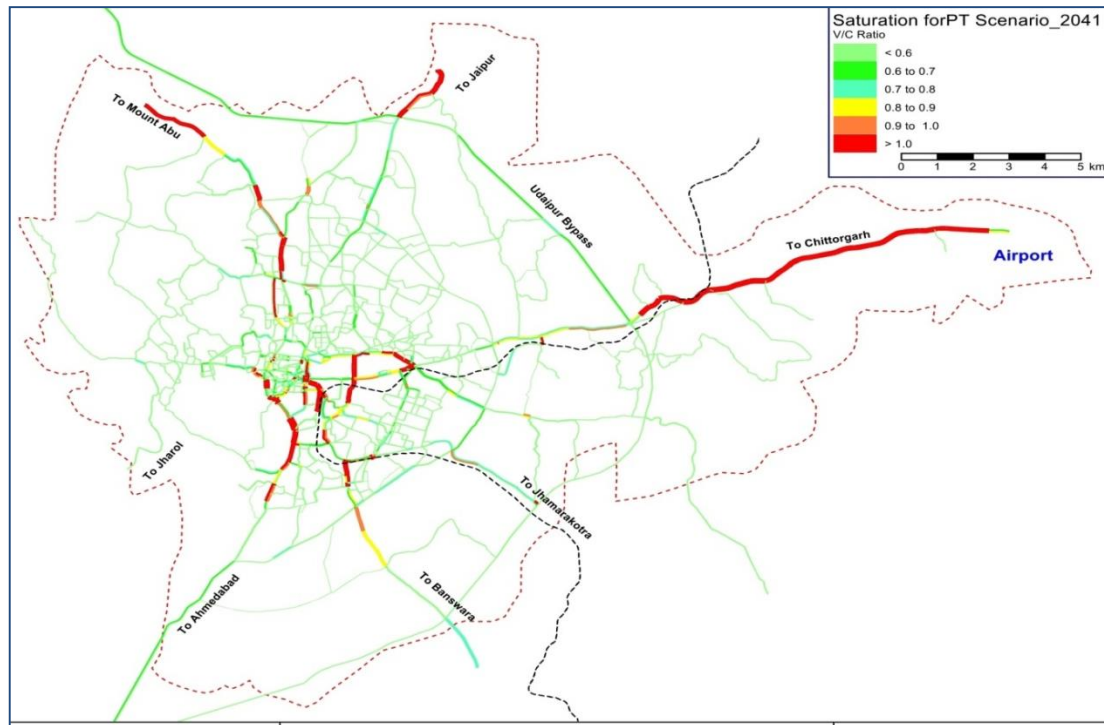 Saturation forPT Scenario_2041
V/C Ratio
< 0.6
0.6 to 0.7
0.7 to 0.8
0.8 to 0.9
0.9 to 1.0
> 1.0
0 1 2 3 4 5
km
To Jaipur
To Mount Abu
Udaipur Bypass
To Chittorgarh
Airport
To Jharol
To Jhamarakotra
To Banswara
To Ahmedabad